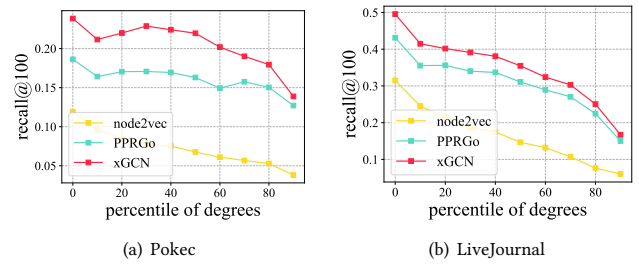 recall@100
0.20
0.15
0.10
0.05
node2vec
PPRGo
xGCN
0 20 40 60 80
percentile of degrees
(a) Pokec
recall@100
0.5
0.4
0.3
0.2
0.1
node2vec
PPRGo
xGCN
0 20 40 60 80
percentile of degrees
(b) LiveJournal